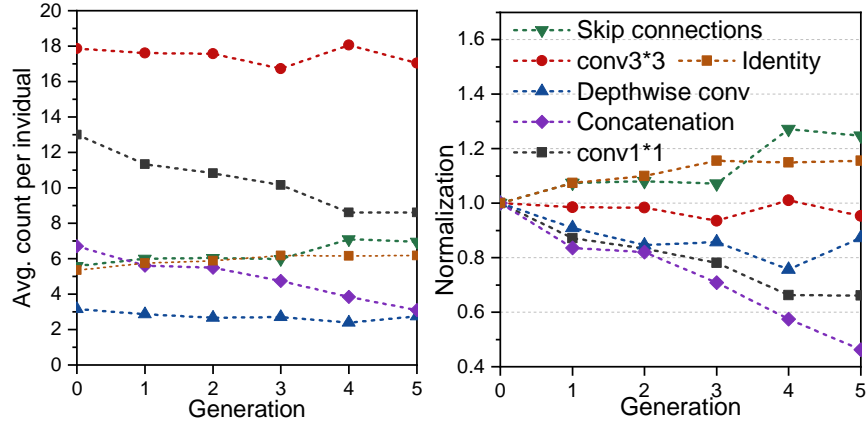 20
18
16
14
12
10
8
6
4
2
0
Avg. count per invidual
0 1 2 3 4 5
Generation
1.6
1.4
1.2
1.0
0.8
0.6
0.4
Normalization
Skip connections
conv3*3 Identity
Depthwise conv
Concatenation
conv1*1
0 1 2 3 4 5
Generation